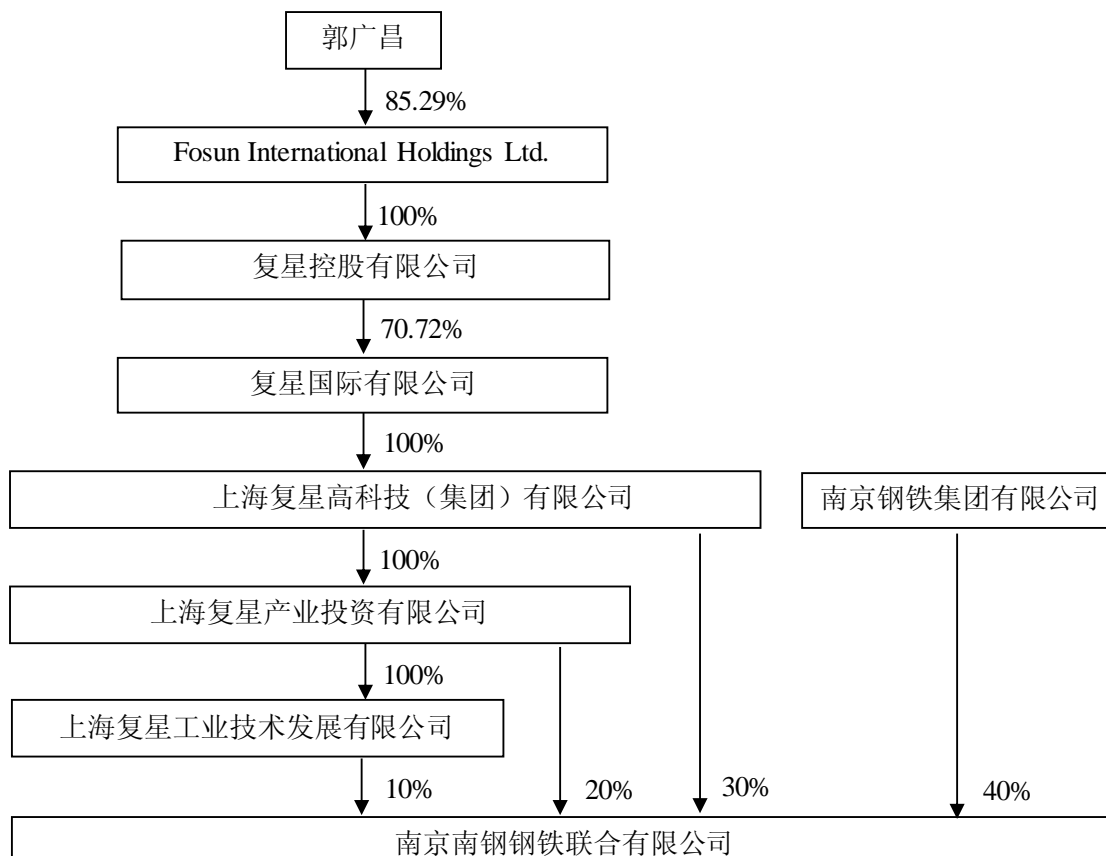 郭广昌
85.29%
Fosun International Holdings Ltd.
100%
复星控股有限公司
70.72%
复星国际有限公司
100%
上海复星高科技（集团）有限公司
南京钢铁集团有限公司
100%
上海复星产业投资有限公司
100%
上海复星工业技术发展有限公司
10%
20%
30%
40%
南京南钢钢铁联合有限公司